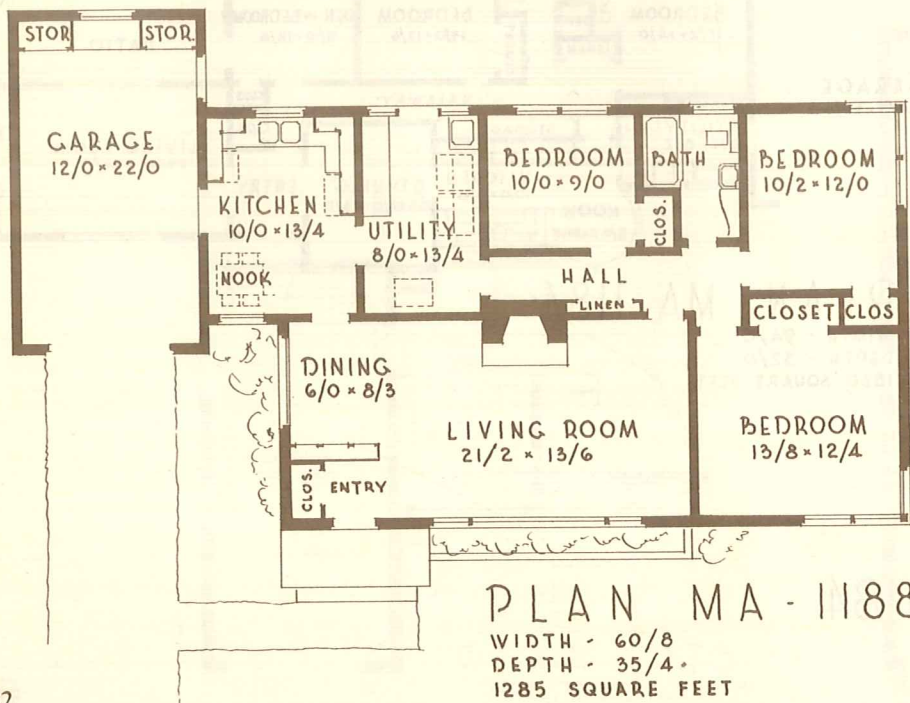 STOR
STOR.
GARAGE
12/0 × 22/0
KITCHEN
10/0 × 13/4
NOOK
UTILITY
8/0 × 13/4
BEDROOM
10/0 × 9/0
BATH
CLOS.
BEDROOM
10/2 × 12/0
HALL
LINEN
CLOSET
CLOS
DINING
6/0 × 8/3
LIVING ROOM
21/2 × 13/6
BEDROOM
13/8 × 12/4
CLOS.
ENTRY
PLAN MA - 1188
WIDTH - 60/8
DEPTH - 35/4.
1285 SQUARE FEET